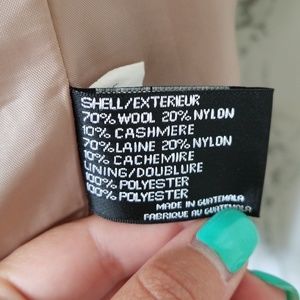 SHELL/EXTERIEUR
70% WOOL 20% NYLON
10% CASHMERE
70% LAINE 20% NYLON
10% CACHEMIRE
LINING/DOUBLURE
100% POLYESTER
100% POLYESTER
MADE IN GUATEMALA
FABRIQUE AU GUATEMALA